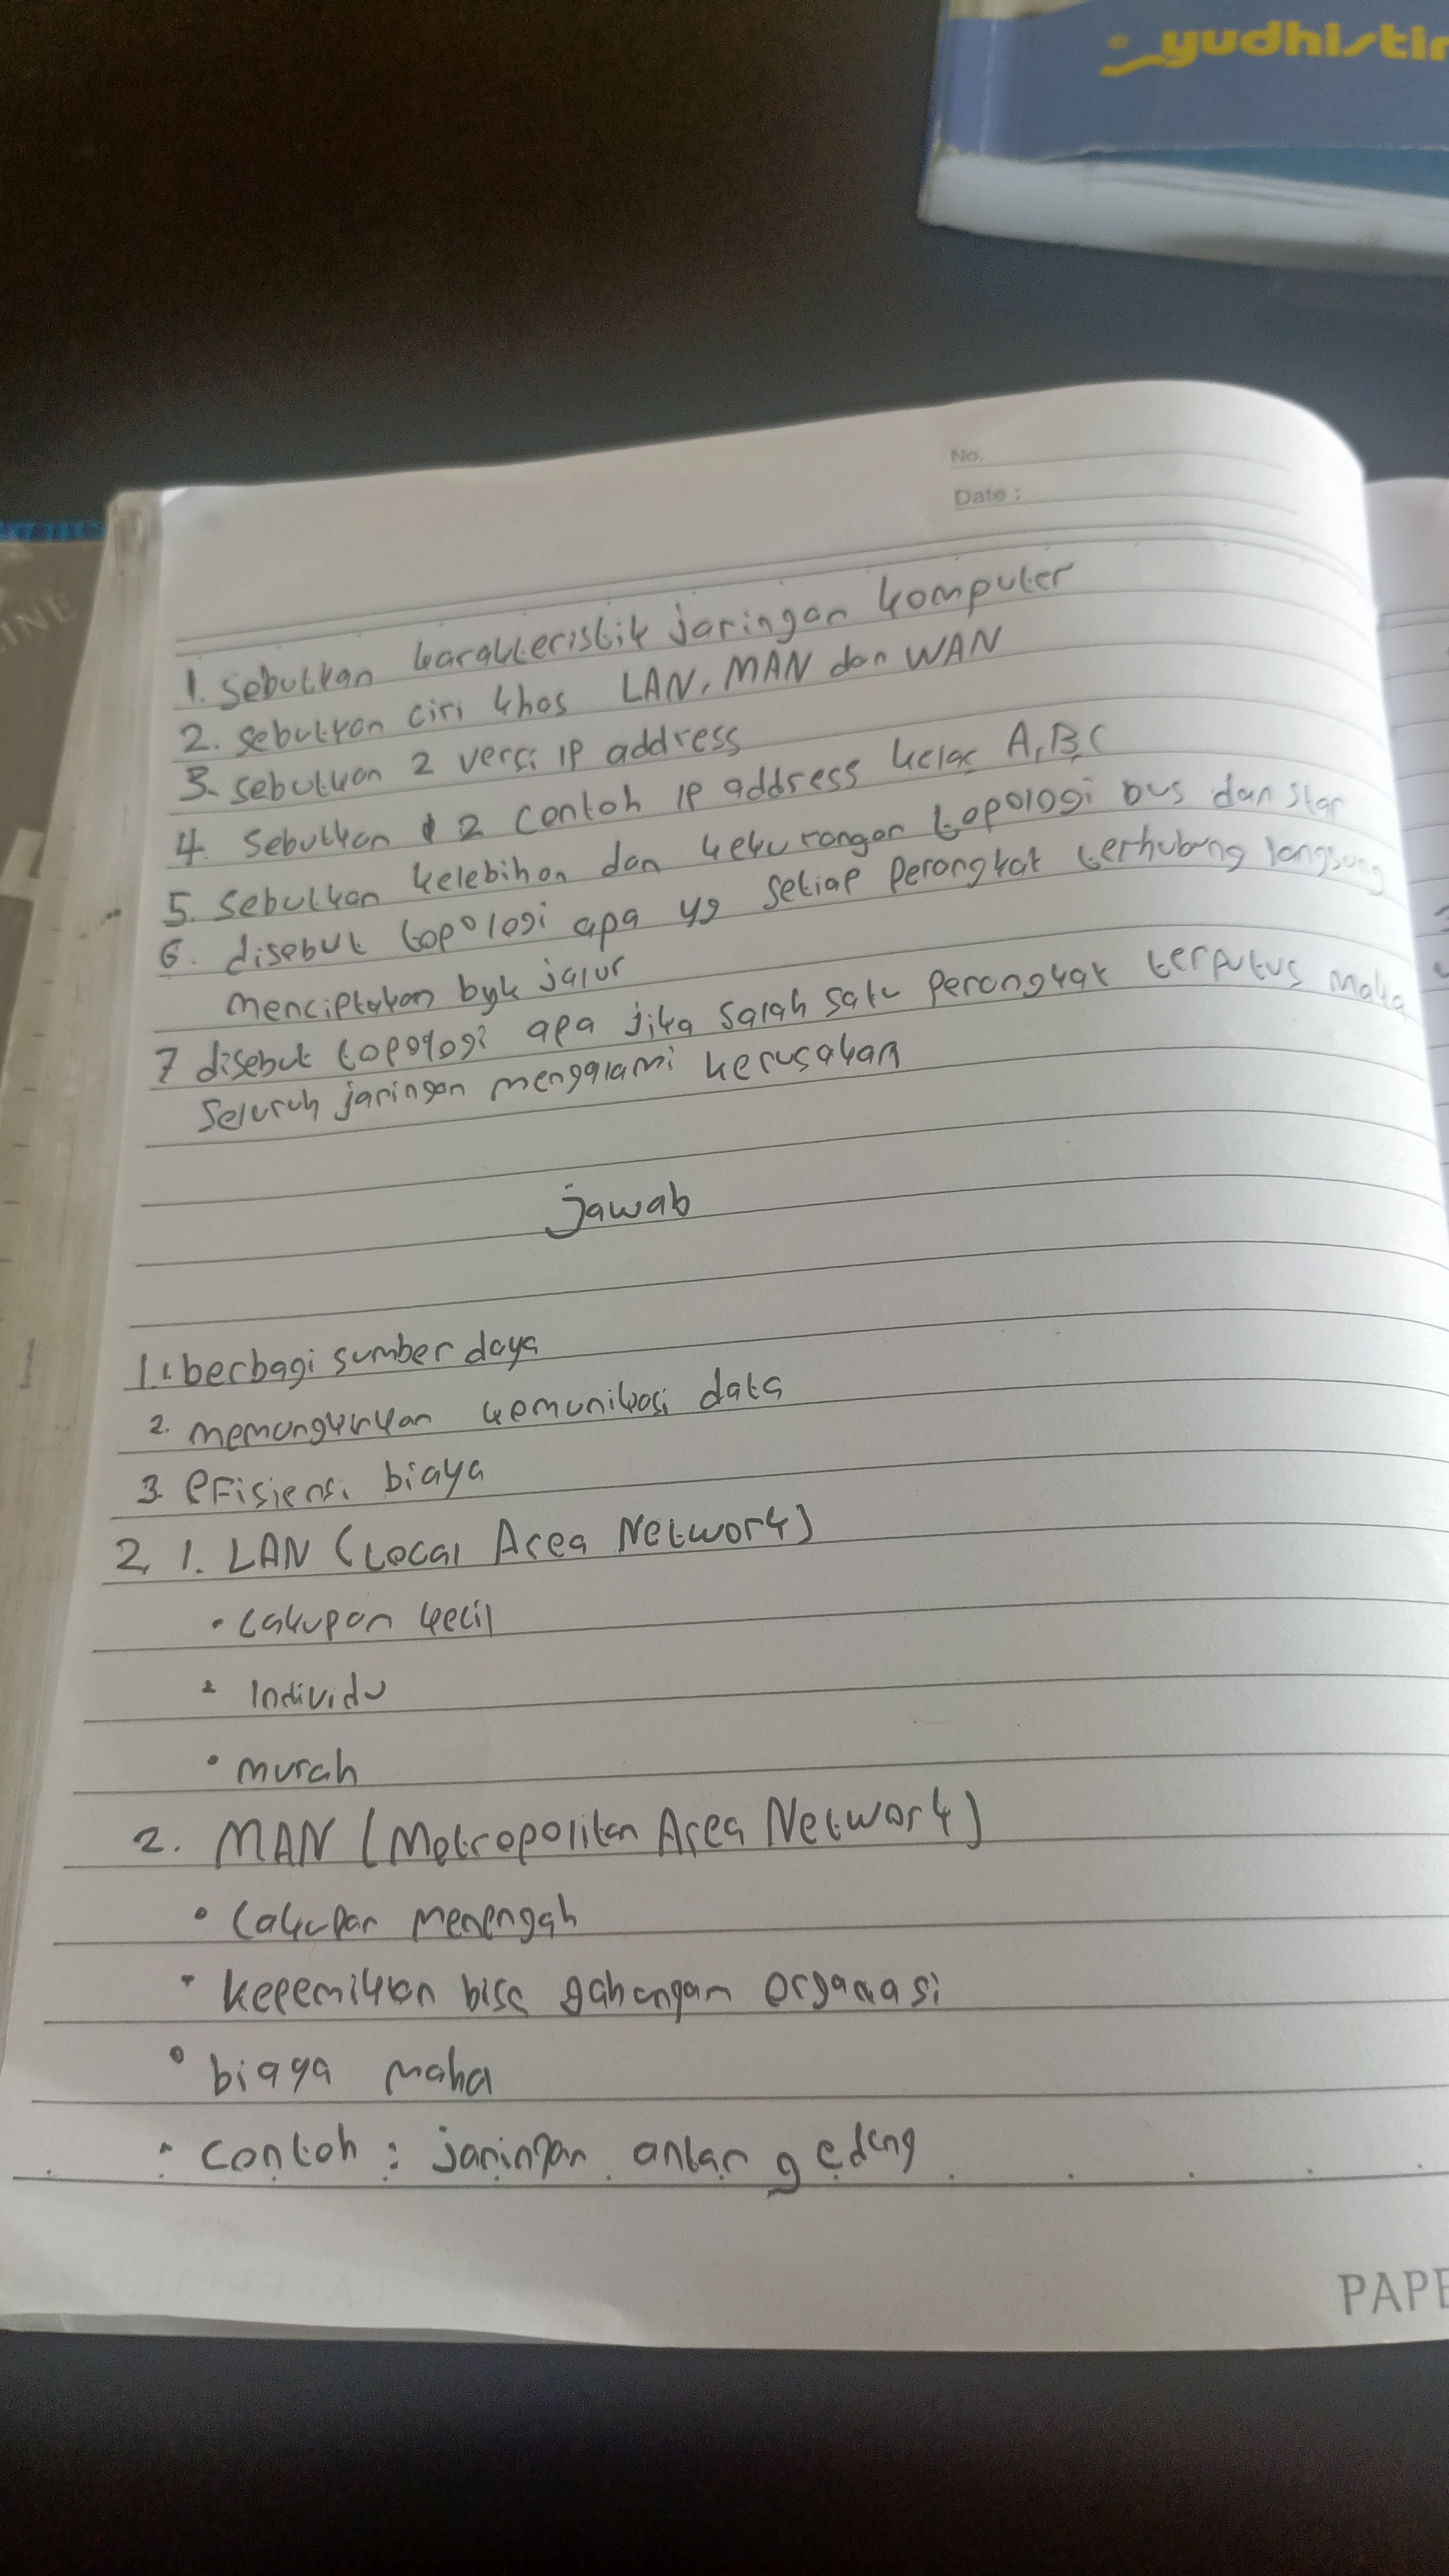 yudhistir
No.
Date :
INE
1. Sebutkan karakteristik jaringan komputer
2. sebutkan ciri khas LAN, MAN dan WAN
3. sebutkan 2 versi IP address
4. Sebutkan 2 contoh IP address kelas A, B, C
5. Sebutkan kelebihan dan kekurangan topologi bus dan star
6. disebut topologi apa yg setiap perangkat terhubung langsung
menciptakan byk jalur
7 disebut topologi apa jika salah satu perangkat terputus maka
seluruh jaringan mengalami kerusakan
jawab
1. 1. berbagi sumber daya
2. memungkinkan komunikasi data
3. efisiensi biaya
2, 1. LAN (Local Area Network)
• cakupan kecil
• Individu
• murah
2. MAN (Metropolitan Area Network)
• Cakupan menengah
• kepemilikan bisa gabungan
• biaya mahal
• contoh : jaringan antar gedung
PAPE